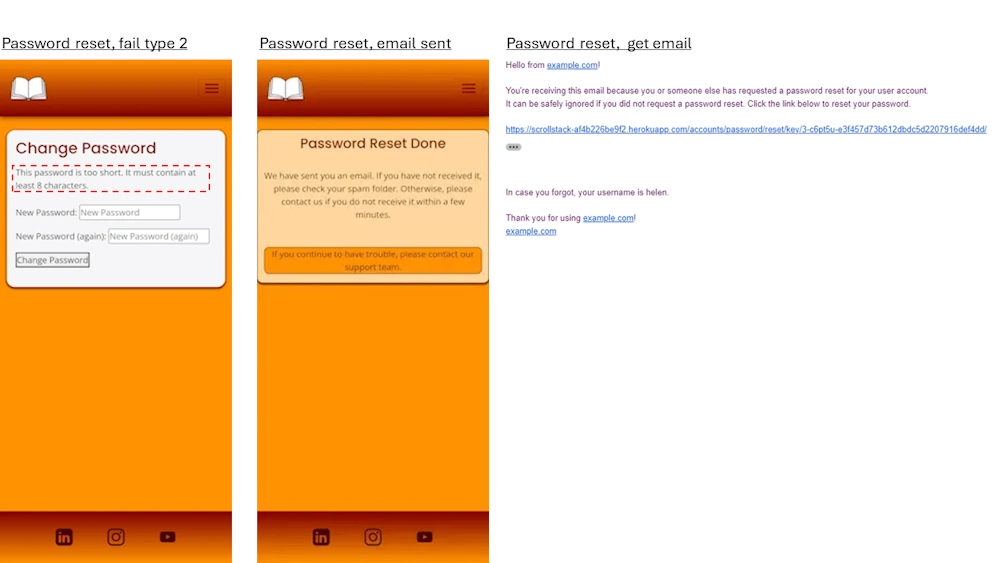 Password reset, fail type 2
Change Password
This password is too short. It must contain at
least 8 characters.
New Password: New Password
New Password (again): New Password (again)
Change Password
Password reset, email sent
Password Reset Done
We have sent you an email. If you have not received it,
please check your spam folder. Otherwise, please
contact us if you do not receive it within a few
minutes.
If you continue to have trouble, please contact our
support team.
Password reset, get email
Hello from example.com!
You're receiving this email because you or someone else has requested a password reset for your user account.
It can be safely ignored if you did not request a password reset. Click the link below to reset your password.
https://scrollstack-af4b226be9f2.herokuapp.com/accounts/password/reset/key/3-c6pt5u-e3f457d73b612dbdc5d2207916def4dd/
In case you forgot, your username is helen.
Thank you for using example.com!
example.com